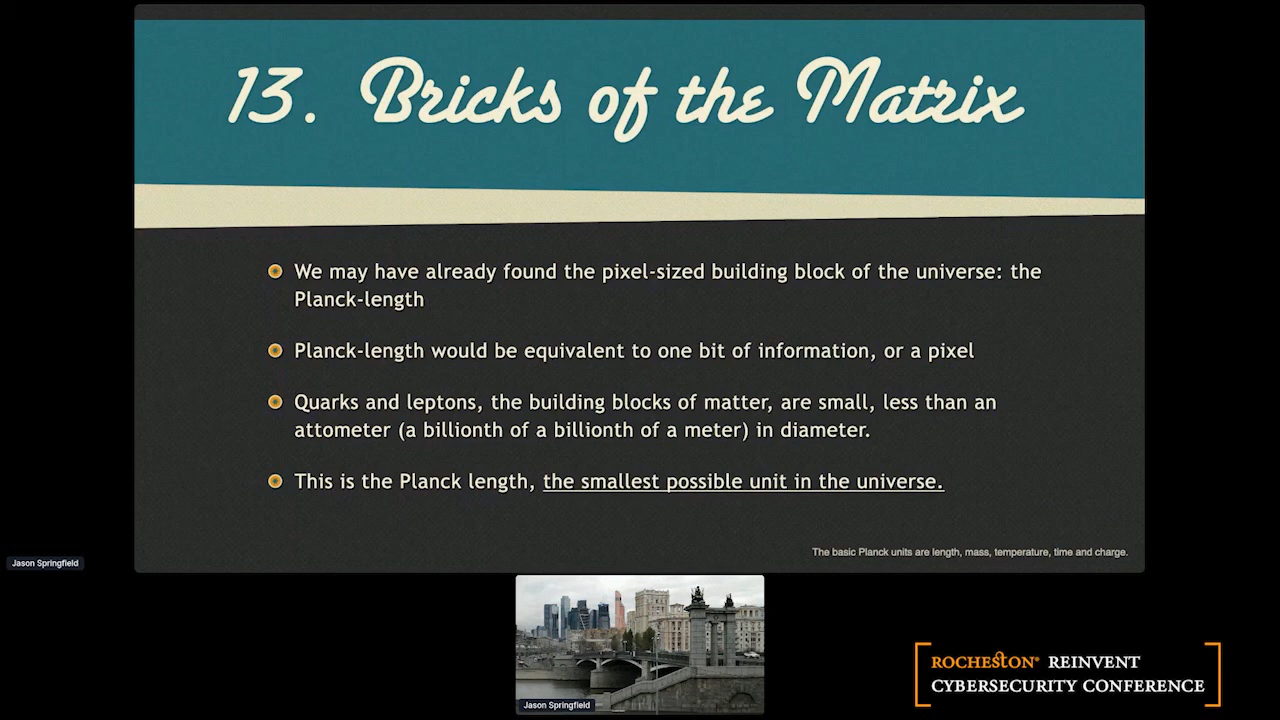 13. Bricks of the Matrix
We may have already found the pixel-sized building block of the universe: the
Planck-length
Planck-length would be equivalent to one bit of information, or a pixel
Quarks and leptons, the building blocks of matter, are small, less than an
attometer (a billionth of a billionth of a meter) in diameter.
This is the Planck length, the smallest possible unit in the universe.
The basic Planck units are length, mass, temperature, time and charge.
Jason Springfield
Jason Springfield
ROCHESTON® REINVENT
CYBERSECURITY CONFERENCE